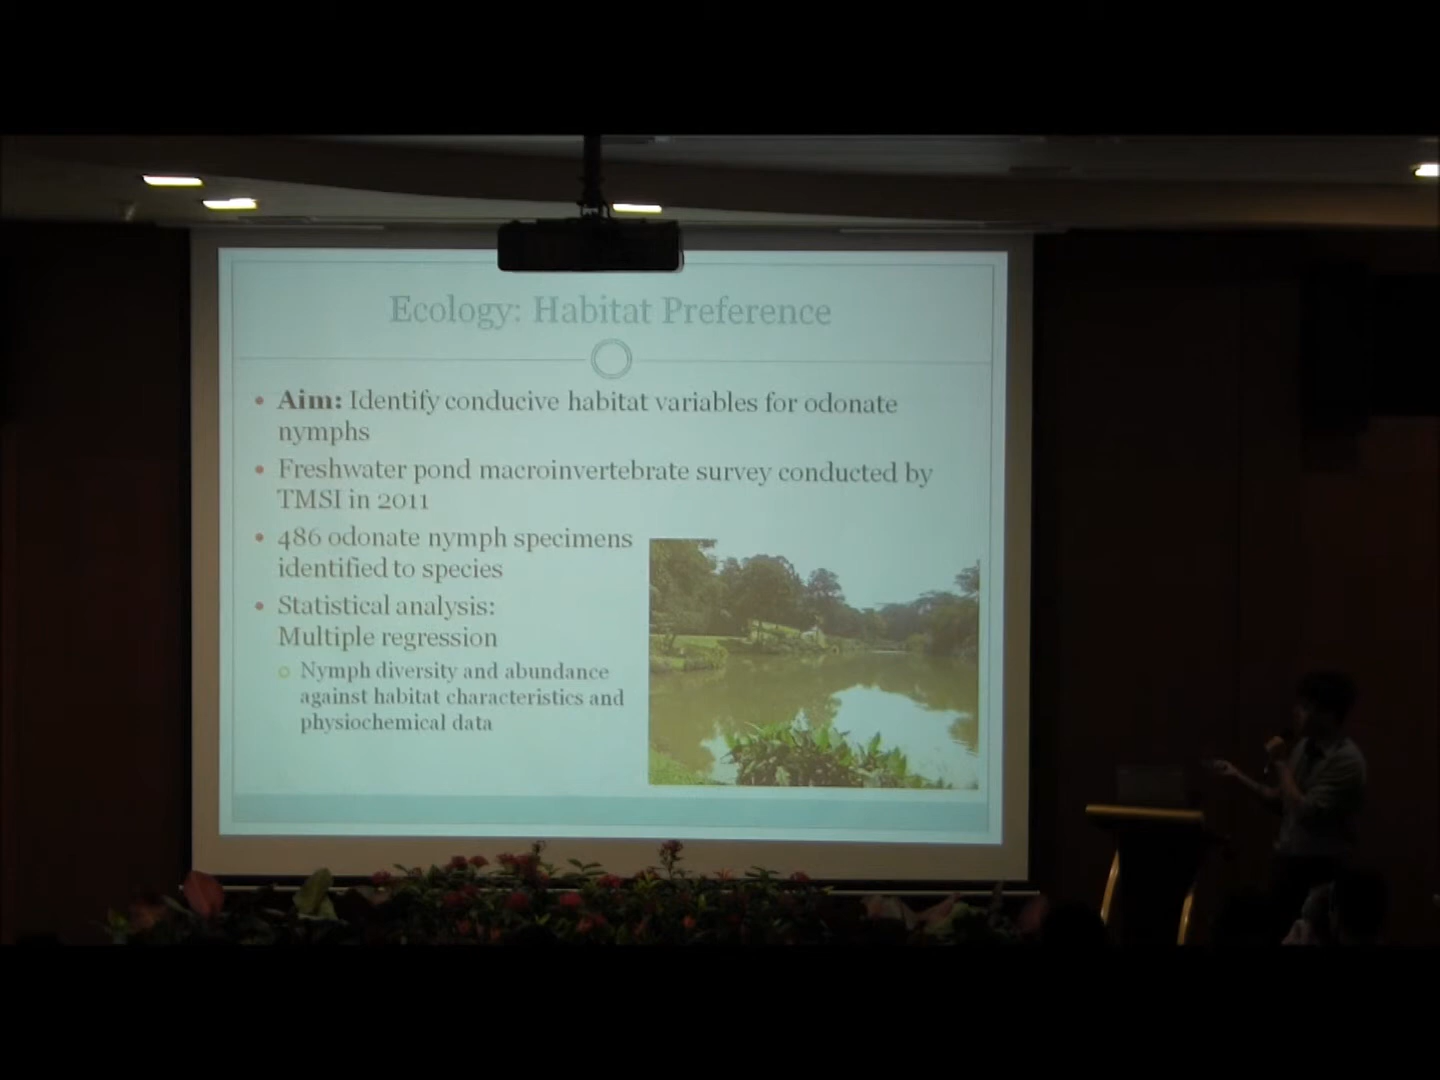 Ecology: Habitat Preference
• Aim: Identify conducive habitat variables for odonate
nymphs
• Freshwater pond macroinvertebrate survey conducted by
TMSI in 2011
• 486 odonate nymph specimens
identified to species
• Statistical analysis:
Multiple regression
○ Nymph diversity and abundance
against habitat characteristics and
physiochemical data